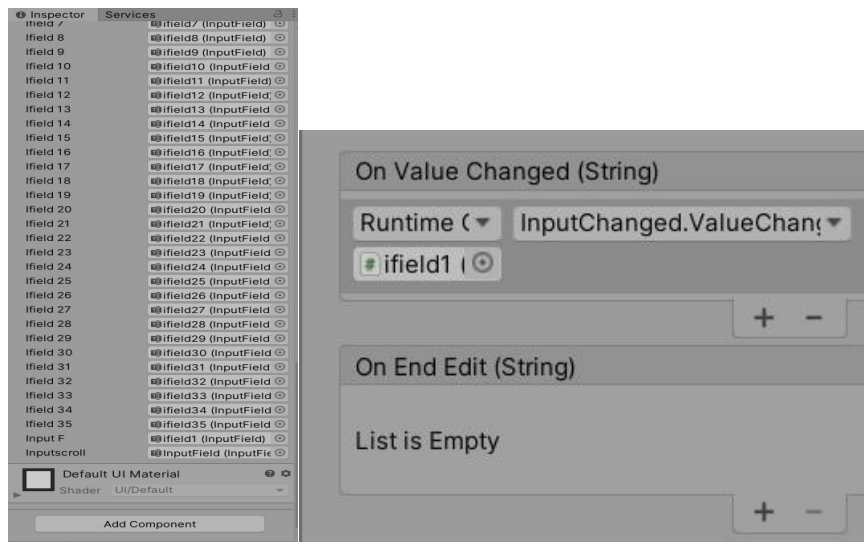 Inspector Services
Ifield 7 ifield7 (InputField)
Ifield 8 ifield8 (InputField)
Ifield 9 ifield9 (InputField)
Ifield 10 ifield10 (InputField
Ifield 11 ifield11 (InputField)
Ifield 12 ifield12 (InputField)
Ifield 13 ifield13 (InputField)
Ifield 14 ifield14 (InputField
Ifield 15 ifield15 (InputField)
Ifield 16 ifield16 (InputField)
Ifield 17 ifield17 (InputField)
Ifield 18 ifield18 (InputField)
Ifield 19 ifield19 (InputField)
Ifield 20 ifield20 (InputField
Ifield 21 ifield21 (InputField)
Ifield 22 ifield22 (InputField
Ifield 23 ifield23 (InputField
Ifield 24 ifield24 (InputField
Ifield 25 ifield25 (InputField
Ifield 26 ifield26 (InputField
Ifield 27 ifield27 (InputField
Ifield 28 ifield28 (InputField
Ifield 29 ifield29 (InputField
Ifield 30 ifield30 (InputField
Ifield 31 ifield31 (InputField
Ifield 32 ifield32 (InputField
Ifield 33 ifield33 (InputField
Ifield 34 ifield34 (InputField
Ifield 35 ifield35 (InputField
Input F ifield1 (InputField)
Inputscroll InputField (InputFie
Default UI Material
Shader UI/Default
Add Component
On Value Changed (String)
Runtime ( InputChanged.ValueChang
# ifield1 (
+ −
On End Edit (String)
List is Empty
+ −